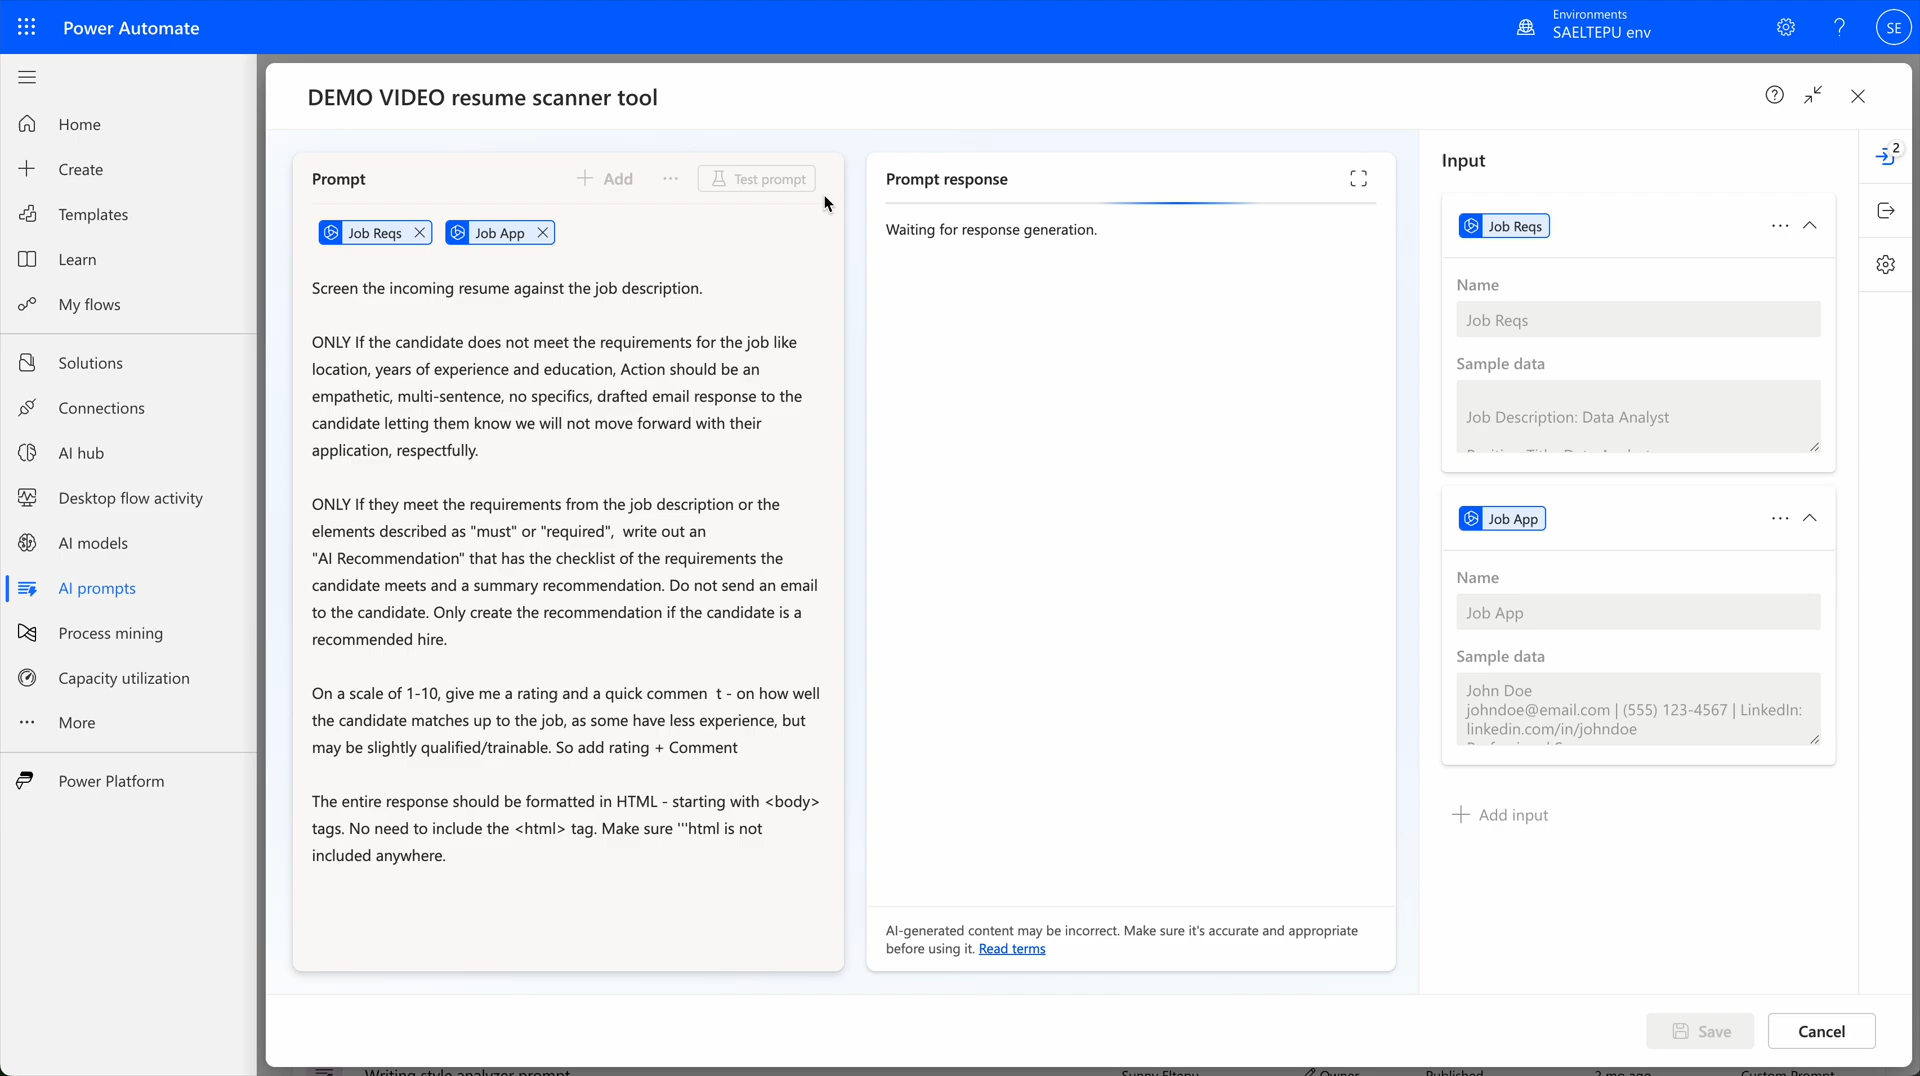 Power Automate
Environments
SAELTEPU env
SE
Home
Create
Templates
Learn
My flows
Solutions
Connections
AI hub
Desktop flow activity
AI models
AI prompts
Process mining
Capacity utilization
More
Power Platform
DEMO VIDEO resume scanner tool
Prompt
Add
Test prompt
Job Reqs
Job App
Screen the incoming resume against the job description.
ONLY If the candidate does not meet the requirements for the job like
location, years of experience and education, Action should be an
empathetic, multi-sentence, no specifics, drafted email response to the
candidate letting them know we will not move forward with their
application, respectfully.
ONLY If they meet the requirements from the job description or the
elements described as "must" or "required",  write out an
"AI Recommendation" that has the checklist of the requirements the
candidate meets and a summary recommendation. Do not send an email
to the candidate. Only create the recommendation if the candidate is a
recommended hire.
On a scale of 1-10, give me a rating and a quick commen  t - on how well
the candidate matches up to the job, as some have less experience, but
may be slightly qualified/trainable. So add rating + Comment
The entire response should be formatted in HTML - starting with <body>
tags. No need to include the <html> tag. Make sure '''html is not
included anywhere.
Prompt response
Waiting for response generation.
AI-generated content may be incorrect. Make sure it's accurate and appropriate
before using it. Read terms
Input
2
Job Reqs
Name
Job Reqs
Sample data
Job Description: Data Analyst
Job App
Name
Job App
Sample data
John Doe
johndoe@email.com | (555) 123-4567 | LinkedIn:
linkedin.com/in/johndoe
Add input
Save
Cancel
Writing style analyzer prompt